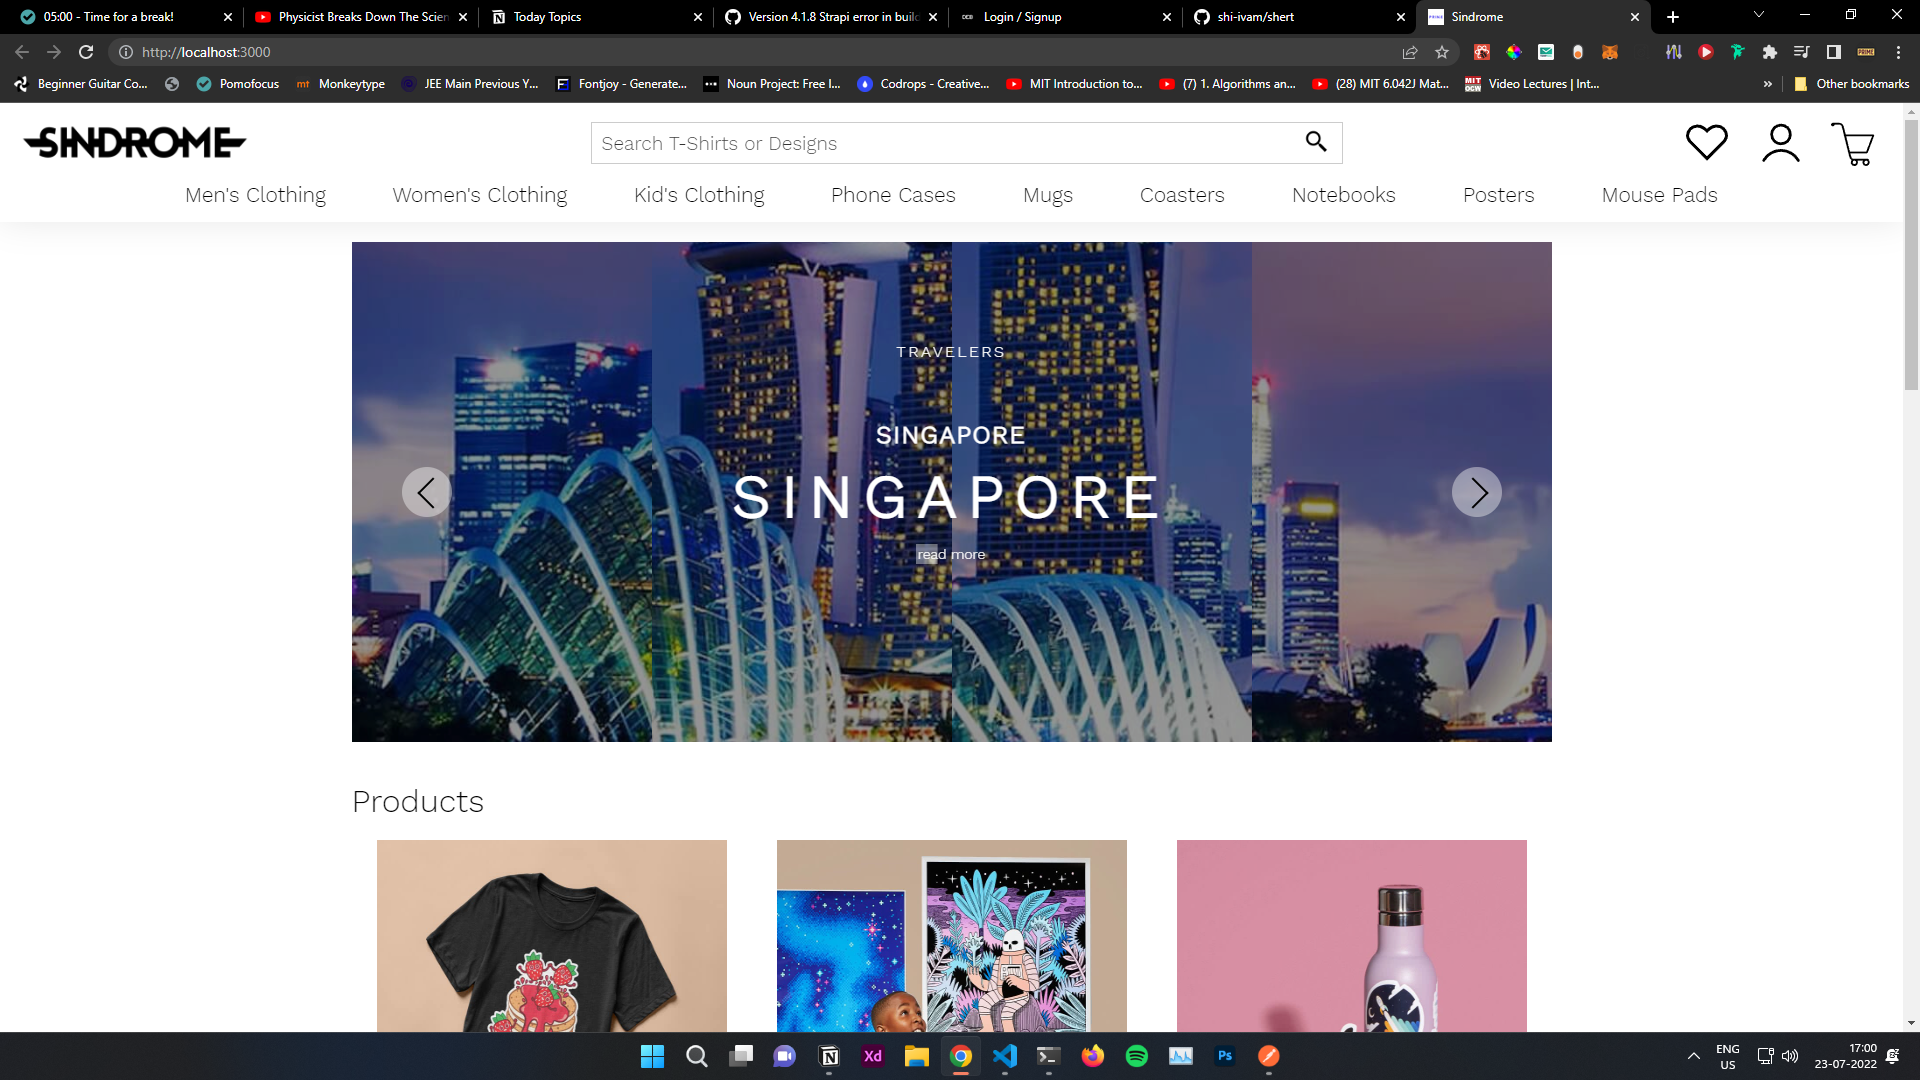 05:00 - Time for a break!
Physicist Breaks Down The Scien
Today Topics
Version 4.1.8 Strapi error in build
Login / Signup
shi-ivam/shert
Sindrome
http://localhost:3000
Beginner Guitar Co...
Pomofocus
mt Monkeytype
JEE Main Previous Y...
Fontjoy - Generate...
Noun Project: Free I...
Codrops - Creative...
MIT Introduction to...
(7) 1. Algorithms an...
(28) MIT 6.042J Mat...
Video Lectures | Int...
»
Other bookmarks
SINDROME
Search T-Shirts or Designs
Men's Clothing
Women's Clothing
Kid's Clothing
Phone Cases
Mugs
Coasters
Notebooks
Posters
Mouse Pads
TRAVELERS
SINGAPORE
SINGAPORE
read more
Products
Xd
Ps
ENG
US
17:00
23-07-2022